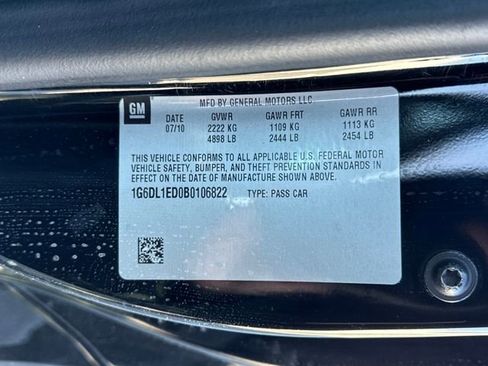 GM
MFD BY GENERAL MOTORS LLC
DATE GVWR GAWR FRT GAWR RR
07/10 2222 KG 1109 KG 1113 KG
4898 LB 2444 LB 2454 LB
THIS VEHICLE CONFORMS TO ALL APPLICABLE U.S. FEDERAL MOTOR
VEHICLE SAFETY, BUMPER, AND THEFT PREVENTION STANDARDS IN
EFFECT ON THE DATE OF MANUFACTURE SHOWN ABOVE.
1G6DL1ED0B0106822 TYPE: PASS CAR